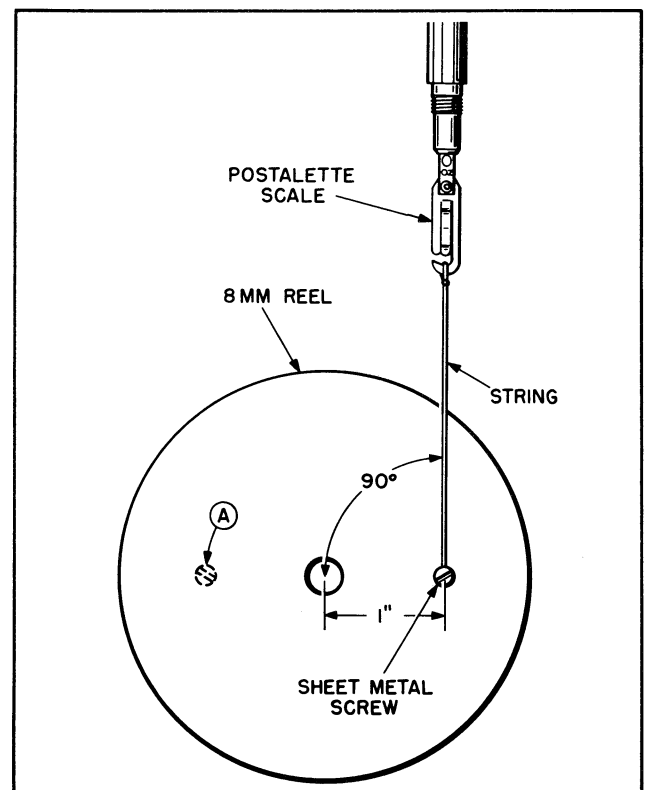 POSTALETTE
SCALE
8MM REEL
STRING
90°
A
1"
SHEET METAL
SCREW